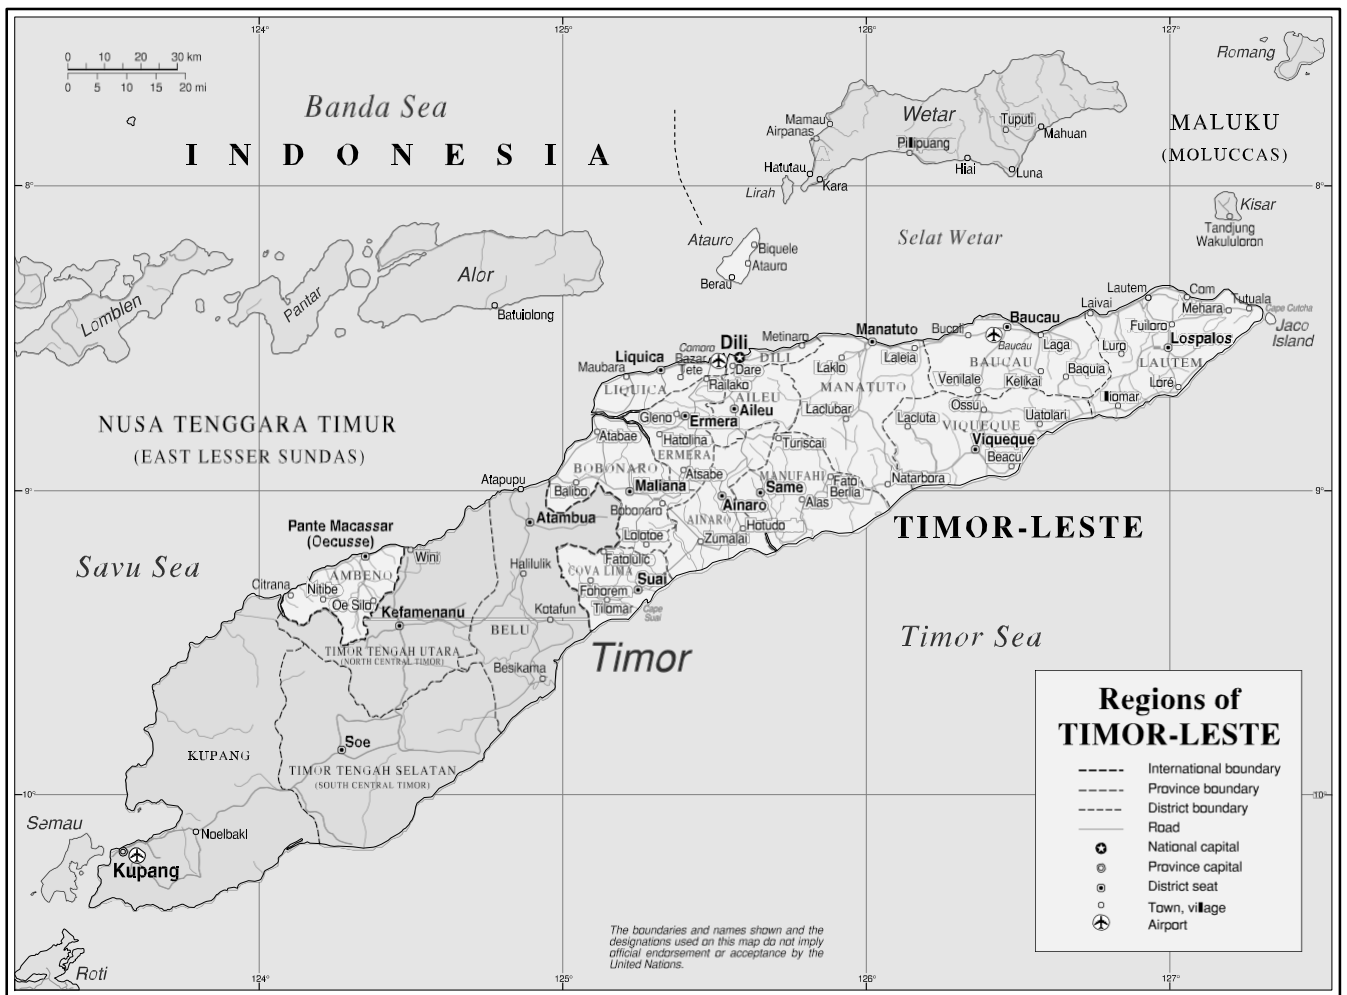 124°
125°
126°
127°
0 10 20 30 km
0 5 10 15 20 mi
Banda Sea
INDONESIA
Romang
Wetar
MALUKU
(MOLUCCAS)
Mamau
Airpanas
Tuputi
Mahuan
Pilipuang
Hatutau
Hiai
Luna
Kara
Lirah
8°
8°
Kisar
Tandjung
Wakululoron
Selat Wetar
Atauro
Biquele
Atauro
Berau
Alor
Lomblen
Pantar
Batuiolong
Lautem
Com
Tutuala
Mehara
Cape Cutcha
Jaco
Island
Laivai
Fuiloro
Lospalos
Baucau
Bucoli
Baucau
Laga
Luro
LAUTEM
Manatuto
Metinaro
Laleia
BAUCAU
Dili
Comoro
DILI
Liquica
Bazar
Tete
Dare
Laklo
Maubara
Railako
LIQUICA
MANATUTO
Venilale
Kelikai
Baquia
Loré
Iliomar
AILEU
Aileu
Gleno
Ermera
Laclubar
Lacluta
Ossu
Uatolari
VIQUEQUE
Viqueque
Beacu
Atabae
Hatolina
ERMERA
Turiscai
NUSA TENGGARA TIMUR
(EAST LESSER SUNDAS)
BOBONARO
Atsabe
MANUFAHI
Fato
Berlia
Natarbora
Atapupu
Balibo
Maliana
Same
Alas
9°
9°
Ainaro
Bobonaro
AINARO
Hotudo
Atambua
Lolotoe
Zumalai
TIMOR-LESTE
Pante Macassar
(Oecusse)
Wini
Fatolulic
Halilulik
COVA LIMA
Suai
Savu Sea
Citrana
AMBENO
Nitibe
Oe Silo
Fohorem
Tilomar
Cape
Suai
Kefamenanu
Kotafun
BELU
Timor Sea
Timor
TIMOR TENGAH UTARA
(NORTH CENTRAL TIMOR)
Besikama
KUPANG
Soe
TIMOR TENGAH SELATAN
(SOUTH CENTRAL TIMOR)
10°
10°
Semau
Noelbaki
Kupang
Roti
Regions of
TIMOR-LESTE
International boundary
Province boundary
District boundary
Road
National capital
Province capital
District seat
Town, village
Airport
The boundaries and names shown and the
designations used on this map do not imply
official endorsement or acceptance by the
United Nations.
124°
125°
126°
127°